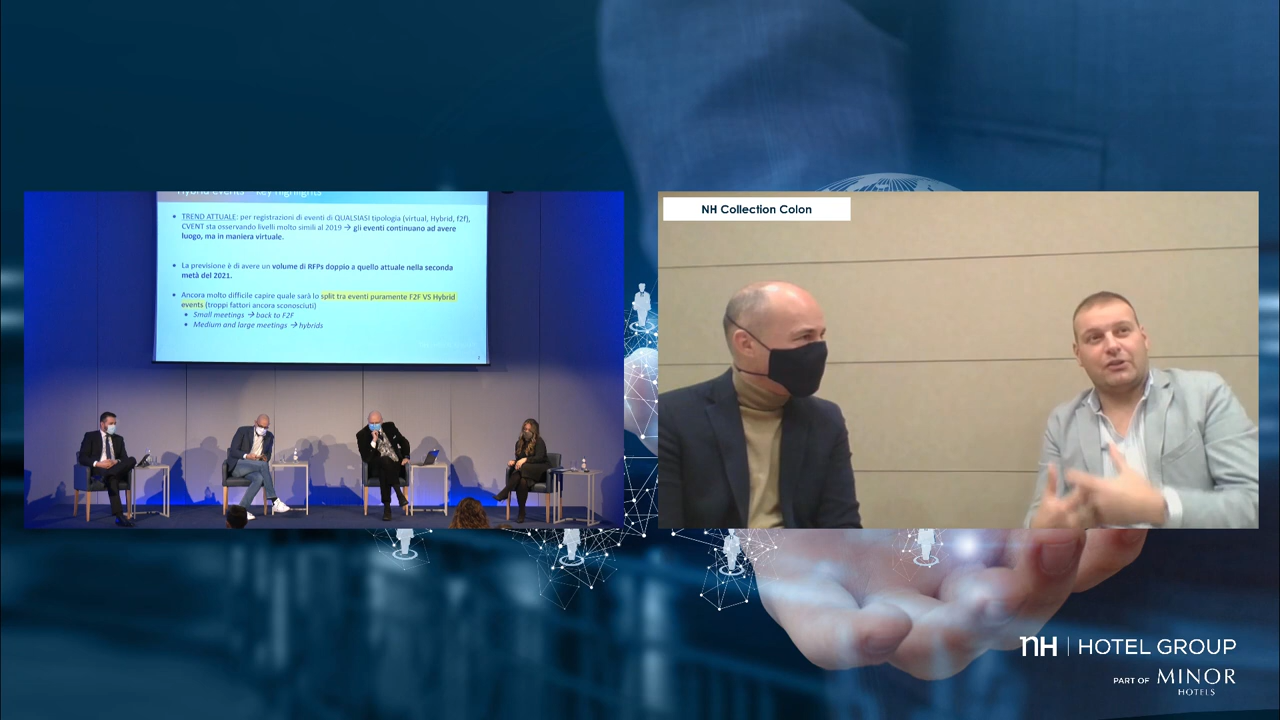 Hybrid events – key highlights
• TREND ATTUALE: per registrazioni di eventi di QUALSIASI tipologia (virtual, Hybrid, f2f),
CVENT sta osservando livelli molto simili al 2019 → gli eventi continuano ad avere
luogo, ma in maniera virtuale.
• La previsione è di avere un volume di RFPs doppio a quello attuale nella seconda
metà del 2021.
• Ancora molto difficile capire quale sarà lo split tra eventi puramente F2F VS Hybrid
events (troppi fattori ancora sconosciuti)
• Small meetings → back to F2F
• Medium and large meetings → hybrids
NH Collection Colon
NH | HOTEL GROUP
PART OF MINOR
HOTELS